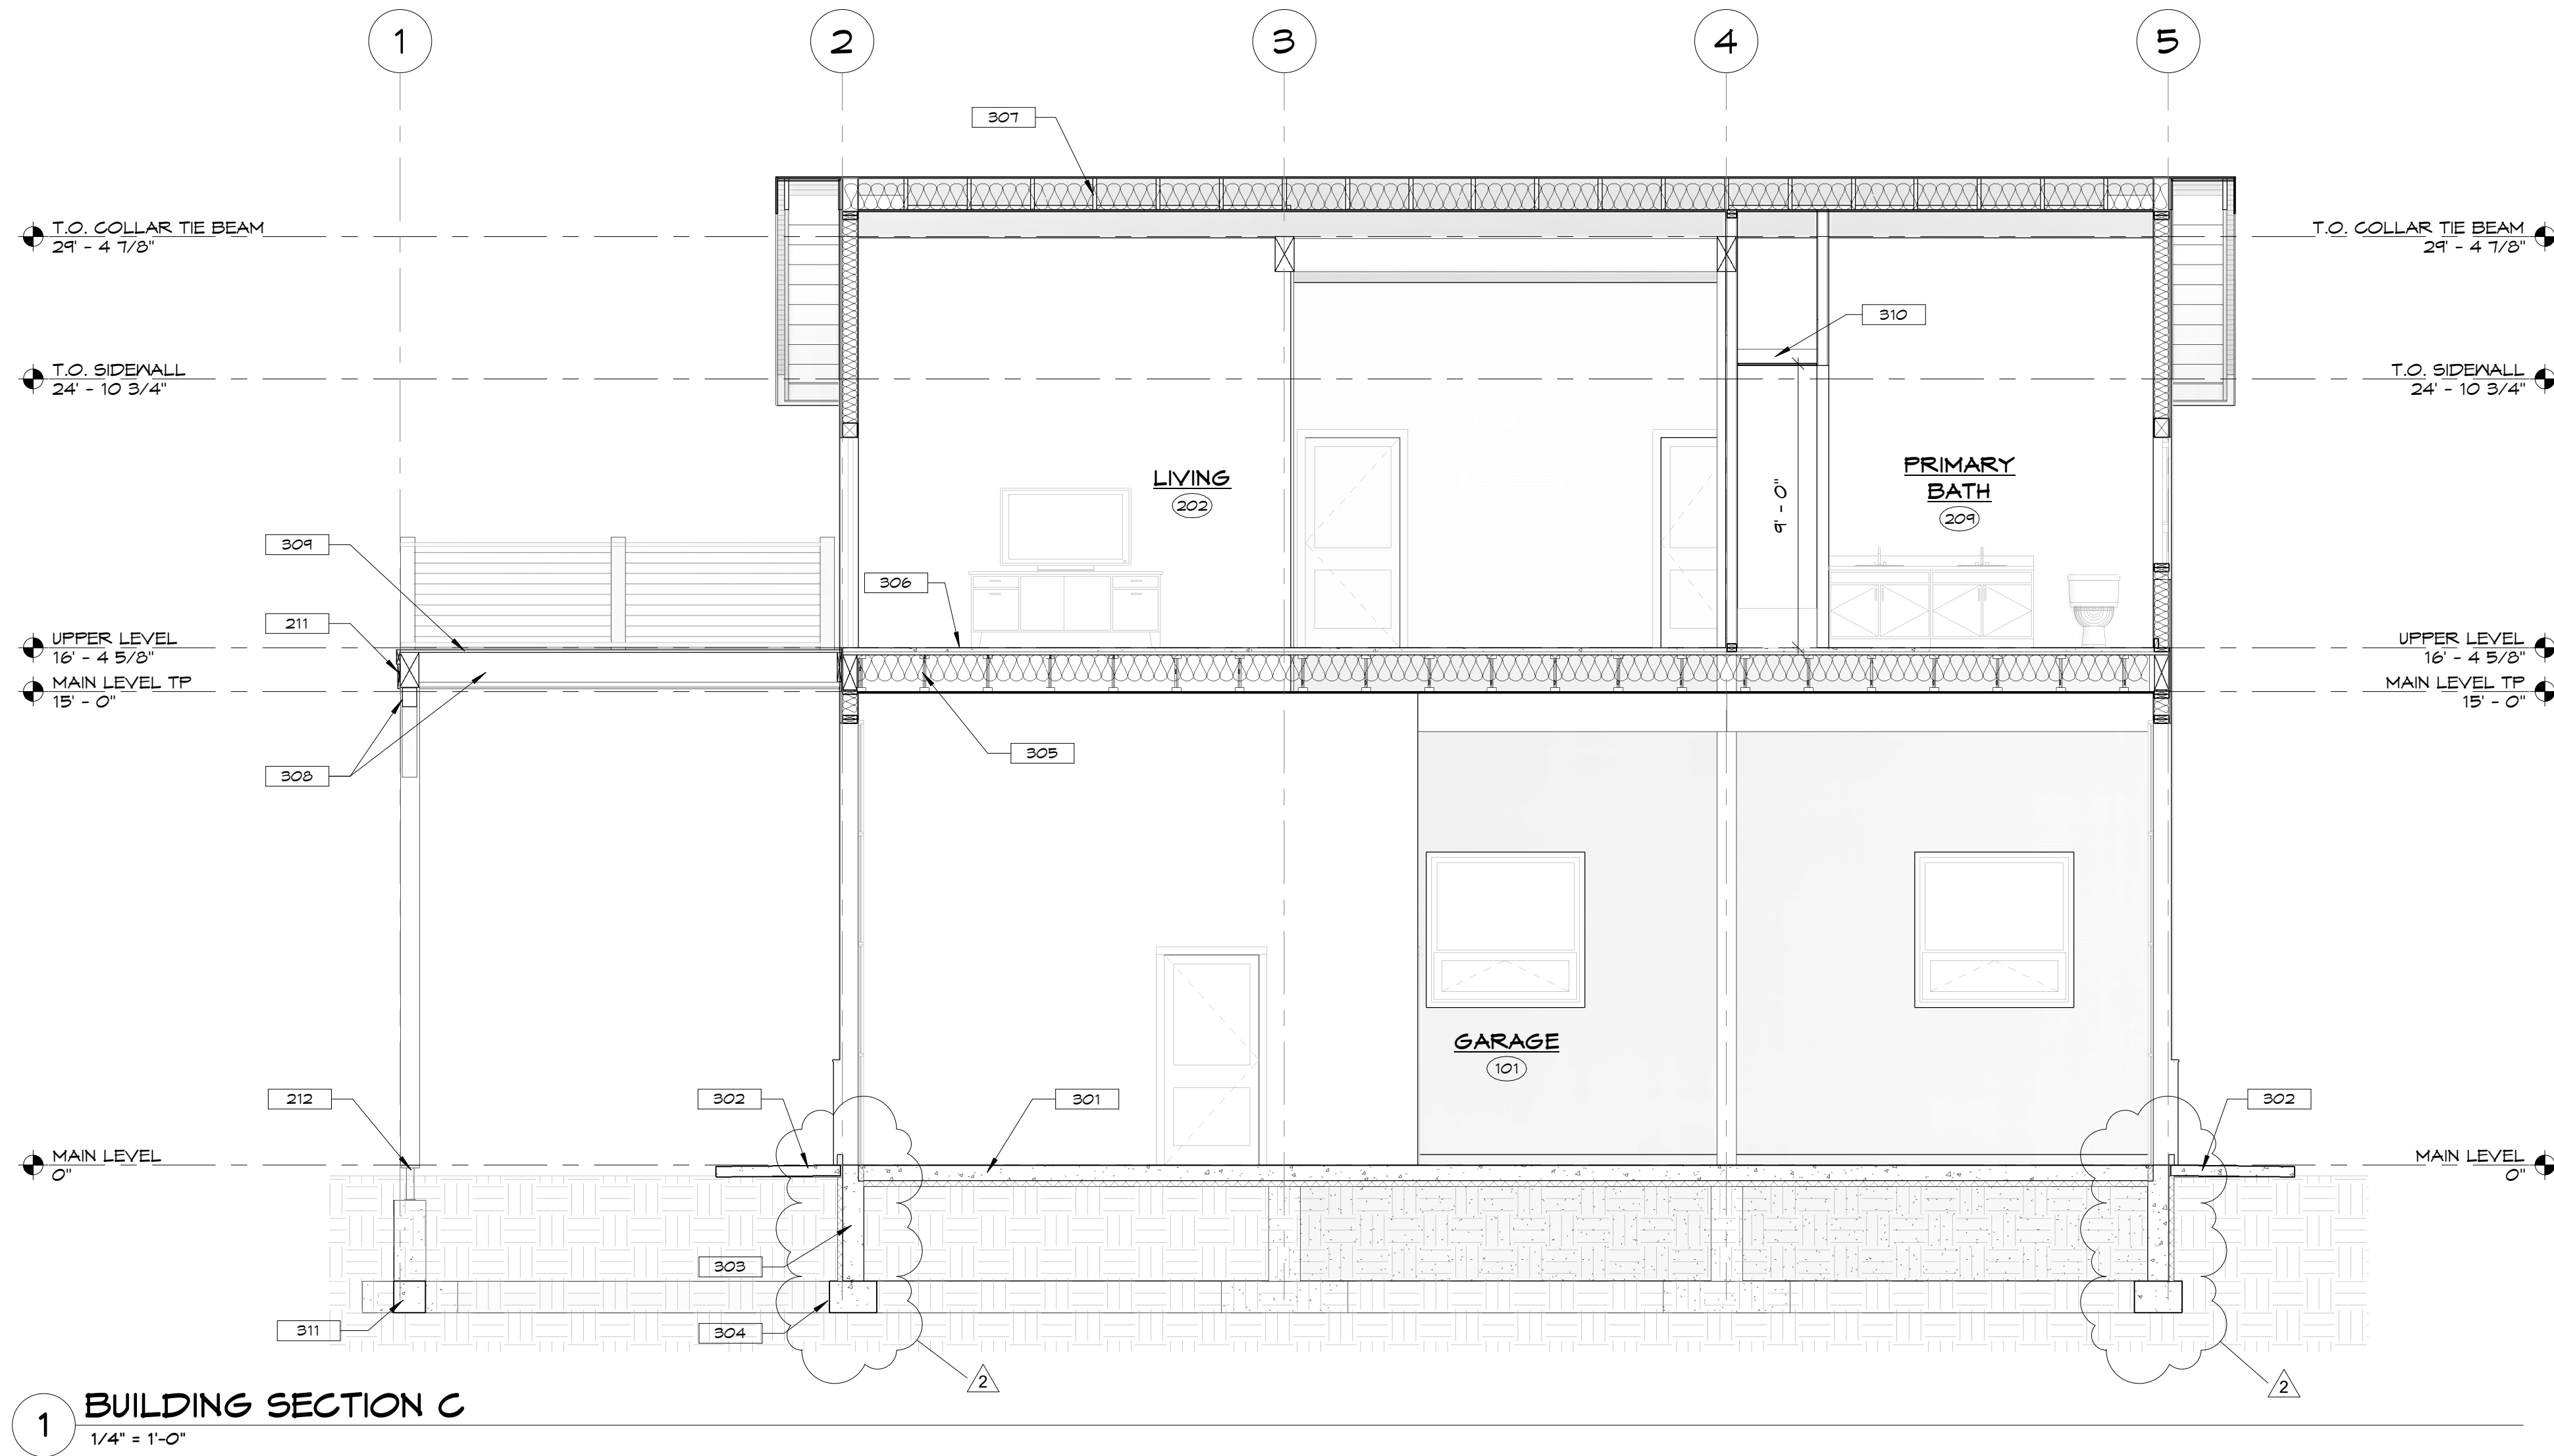 1
2
3
4
5
307
T.O. COLLAR TIE BEAM
29' - 4 7/8"
T.O. COLLAR TIE BEAM
29' - 4 7/8"
310
T.O. SIDEWALL
24' - 10 3/4"
T.O. SIDEWALL
24' - 10 3/4"
LIVING
202
PRIMARY
BATH
209
9' - 0"
309
306
211
UPPER LEVEL
16' - 4 5/8"
UPPER LEVEL
16' - 4 5/8"
MAIN LEVEL TP
15' - 0"
MAIN LEVEL TP
15' - 0"
305
308
GARAGE
101
212
302
301
302
MAIN LEVEL
0"
MAIN LEVEL
0"
303
311
304
2
2
1
BUILDING SECTION C
1/4" = 1'-0"